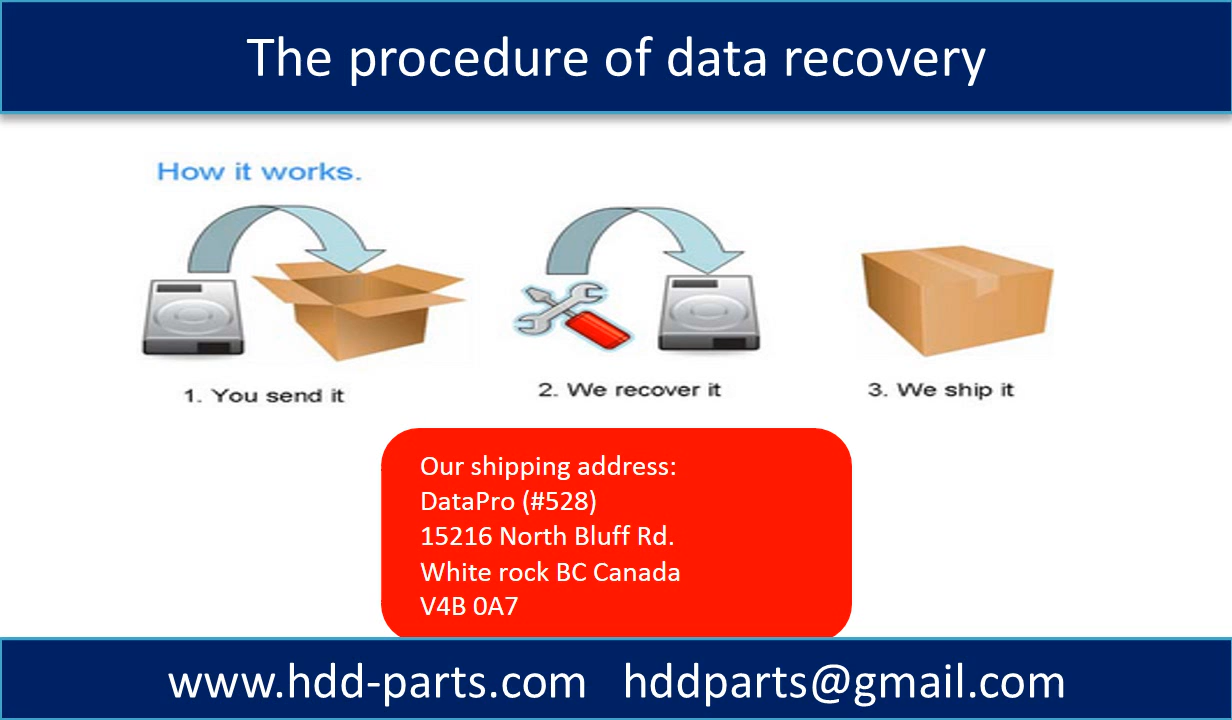 The procedure of data recovery
How it works.
1. You send it
2. We recover it
3. We ship it
Our shipping address:
DataPro (#528)
15216 North Bluff Rd.
White rock BC Canada
V4B 0A7
www.hdd-parts.com hddparts@gmail.com